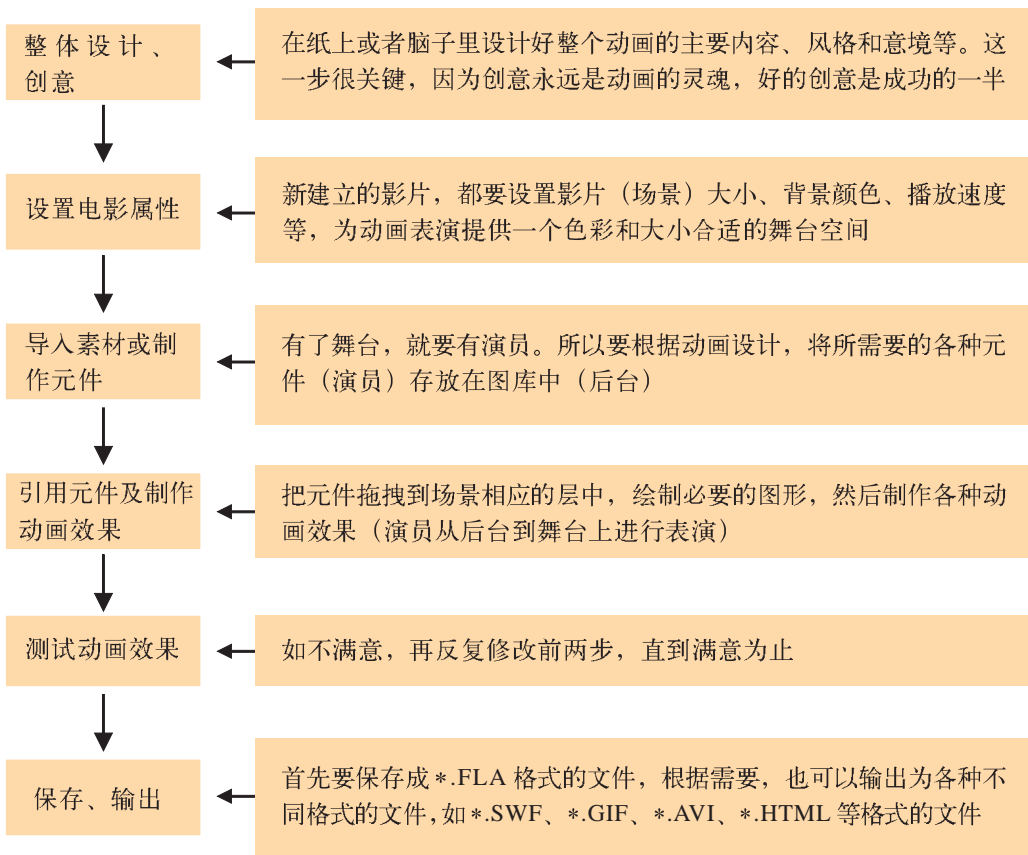 整体设计、
创意
在纸上或者脑子里设计好整个动画的主要内容、风格和意境等。这
一步很关键，因为创意永远是动画的灵魂，好的创意是成功的一半
设置电影属性
新建立的影片，都要设置影片（场景）大小、背景颜色、播放速度
等，为动画表演提供一个色彩和大小合适的舞台空间
导入素材或制
作元件
有了舞台，就要有演员。所以要根据动画设计，将所需要的各种元
件（演员）存放在图库中（后台）
引用元件及制作
动画效果
把元件拖拽到场景相应的层中，绘制必要的图形，然后制作各种动
画效果（演员从后台到舞台上进行表演）
测试动画效果
如不满意，再反复修改前两步，直到满意为止
保存、输出
首先要保存成*.FLA 格式的文件，根据需要，也可以输出为各种不
同格式的文件，如*.SWF、*.GIF、*.AVI、*.HTML 等格式的文件